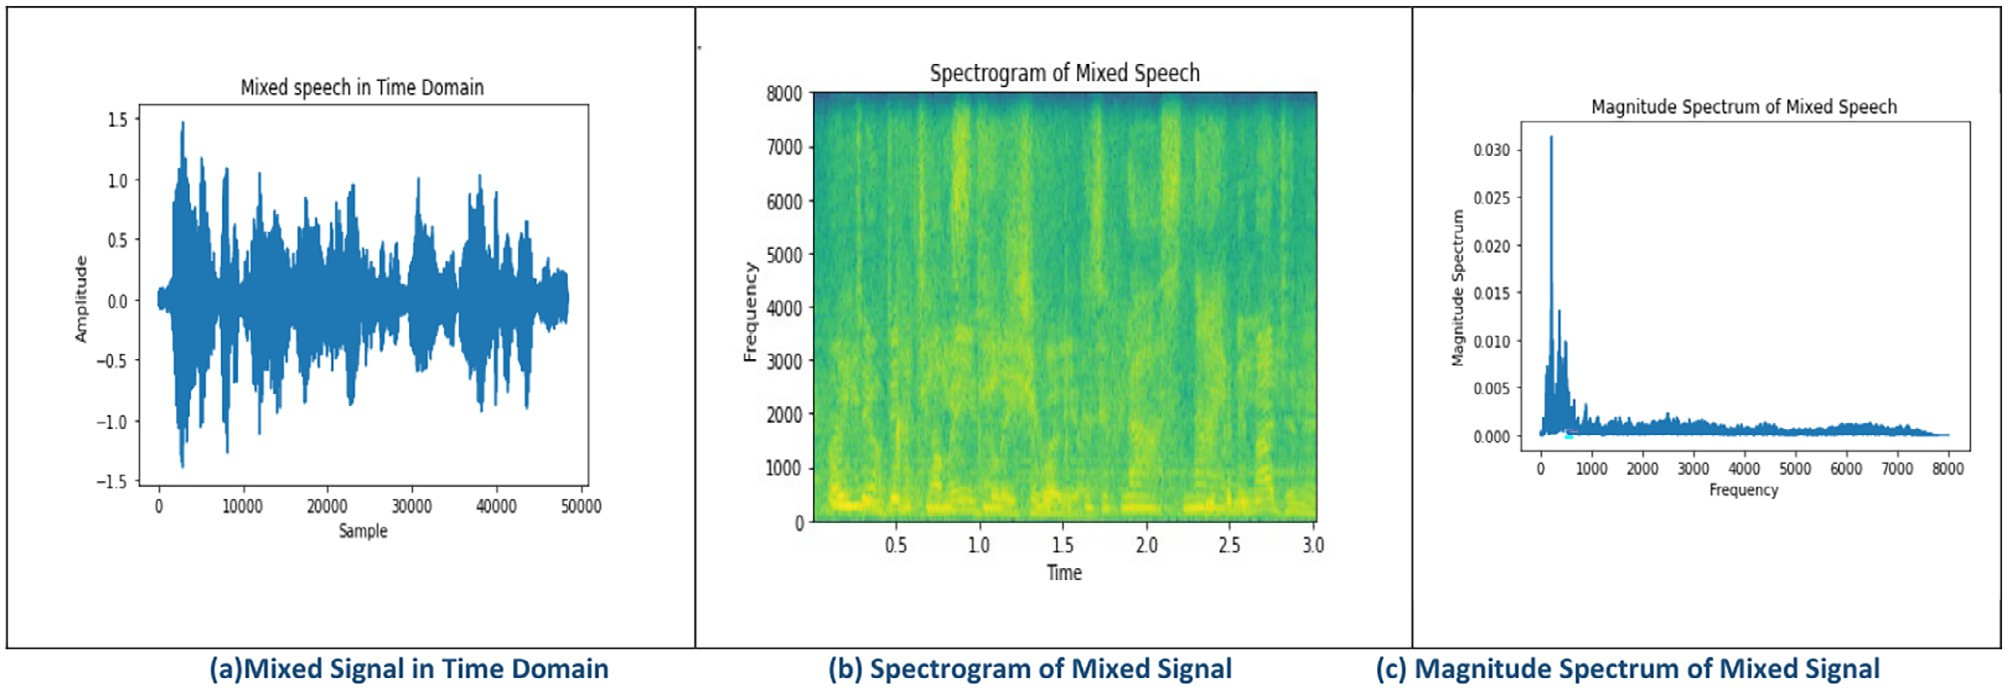 Mixed speech in Time Domain
1.5
1.0
0.5
0.0
−0.5
−1.0
−1.5
Amplitude
0 10000 20000 30000 40000 50000
Sample
Spectrogram of Mixed Speech
8000
7000
6000
5000
4000
3000
2000
1000
0
Frequency
0.5 1.0 1.5 2.0 2.5 3.0
Time
Magnitude Spectrum of Mixed Speech
0.030
0.025
0.020
0.015
0.010
0.005
0.000
Magnitude Spectrum
0 1000 2000 3000 4000 5000 6000 7000 8000
Frequency
(a)Mixed Signal in Time Domain
(b) Spectrogram of Mixed Signal
(c) Magnitude Spectrum of Mixed Signal